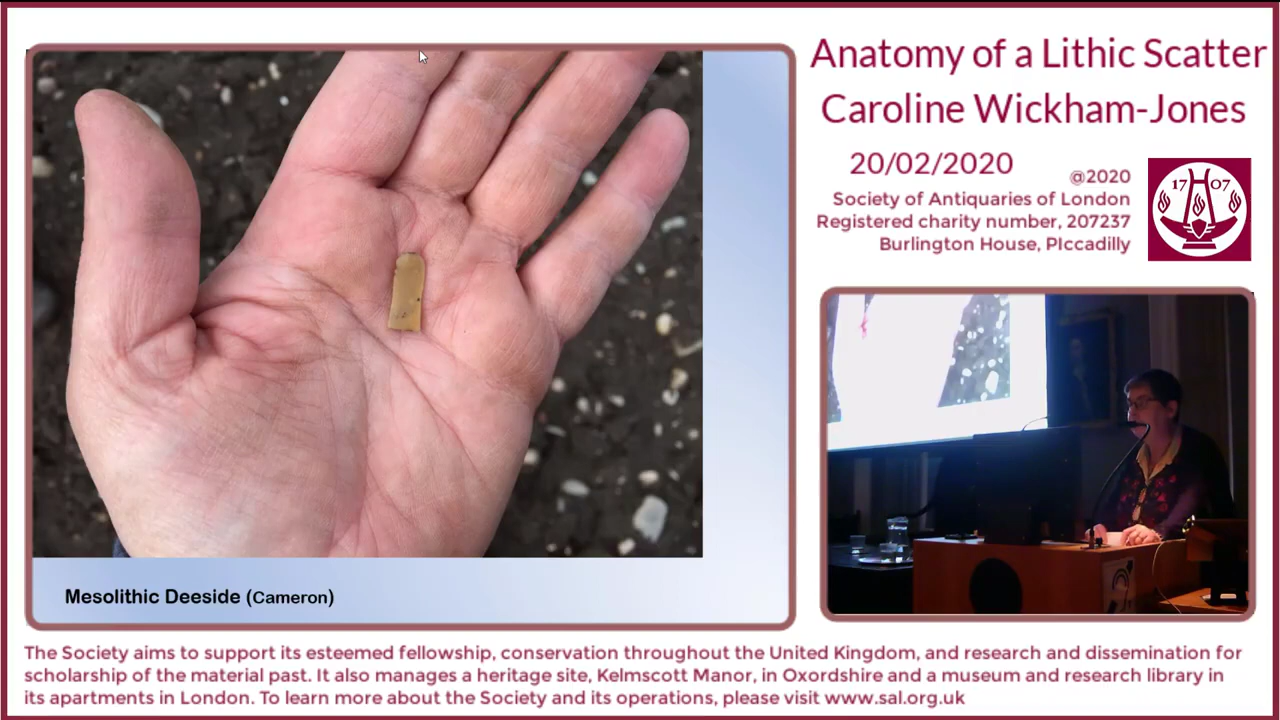 Anatomy of a Lithic Scatter
Caroline Wickham-Jones
20/02/2020
@2020
Society of Antiquaries of London
Registered charity number, 207237
Burlington House, PIccadilly
17 07
Mesolithic Deeside (Cameron)
The Society aims to support its esteemed fellowship, conservation throughout the United Kingdom, and research and dissemination for
scholarship of the material past. It also manages a heritage site, Kelmscott Manor, in Oxordshire and a museum and research library in
its apartments in London. To learn more about the Society and its operations, please visit www.sal.org.uk